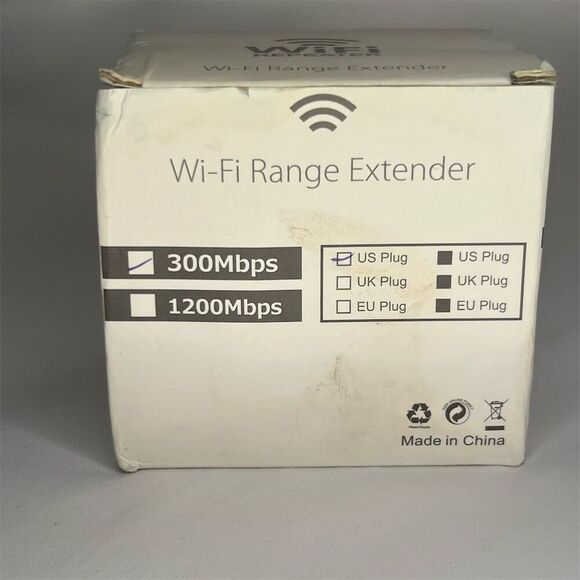 WiFi
REPEATER
Wi-Fi Range Extender
Wi-Fi Range Extender
300Mbps
1200Mbps
US Plug US Plug
UK Plug UK Plug
EU Plug EU Plug
Made in China